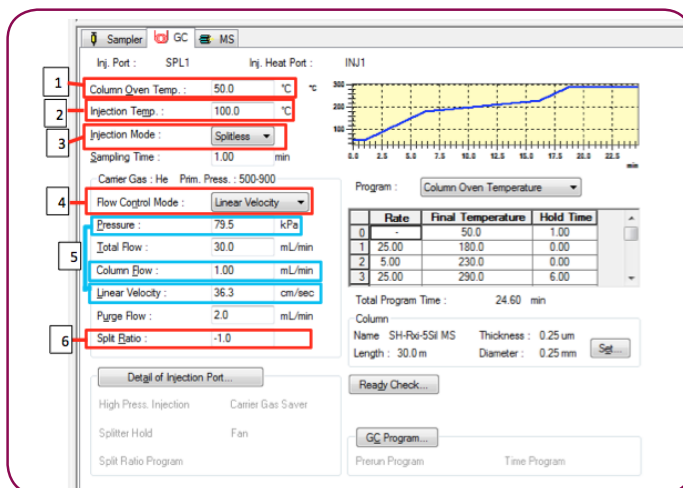 Sampler GC MS
Inj. Port : SPL1 Inj. Heat Port : INJ1
1 Column Oven Temp. : 50.0 °C °C
2 Injection Temp. : 100.0 °C
3 Injection Mode : Splitless
Sampling Time : 1.00 min
Carrier Gas : He Prim. Press. : 500-900
4 Flow Control Mode : Linear Velocity
5 Pressure : 79.5 kPa
Total Flow : 30.0 mL/min
Column Flow : 1.00 mL/min
Linear Velocity : 36.3 cm/sec
Purge Flow : 2.0 mL/min
6 Split Ratio : -1.0
Detail of Injection Port...
High Press. Injection Carrier Gas Saver
Splitter Hold Fan
Split Ratio Program
300
200
100
0.0 2.5 5.0 7.5 10.0 12.5 15.0 17.5 20.0 22.5
min
Program : Column Oven Temperature
Rate Final Temperature Hold Time
0 - 50.0 1.00
1 25.00 180.0 0.00
2 5.00 230.0 0.00
3 25.00 290.0 6.00
Total Program Time : 24.60 min
Column
Name SH-Rxi-5Sil MS Thickness : 0.25 um
Length : 30.0 m Diameter : 0.25 mm Set...
Ready Check...
GC Program...
Prerun Program Time Program